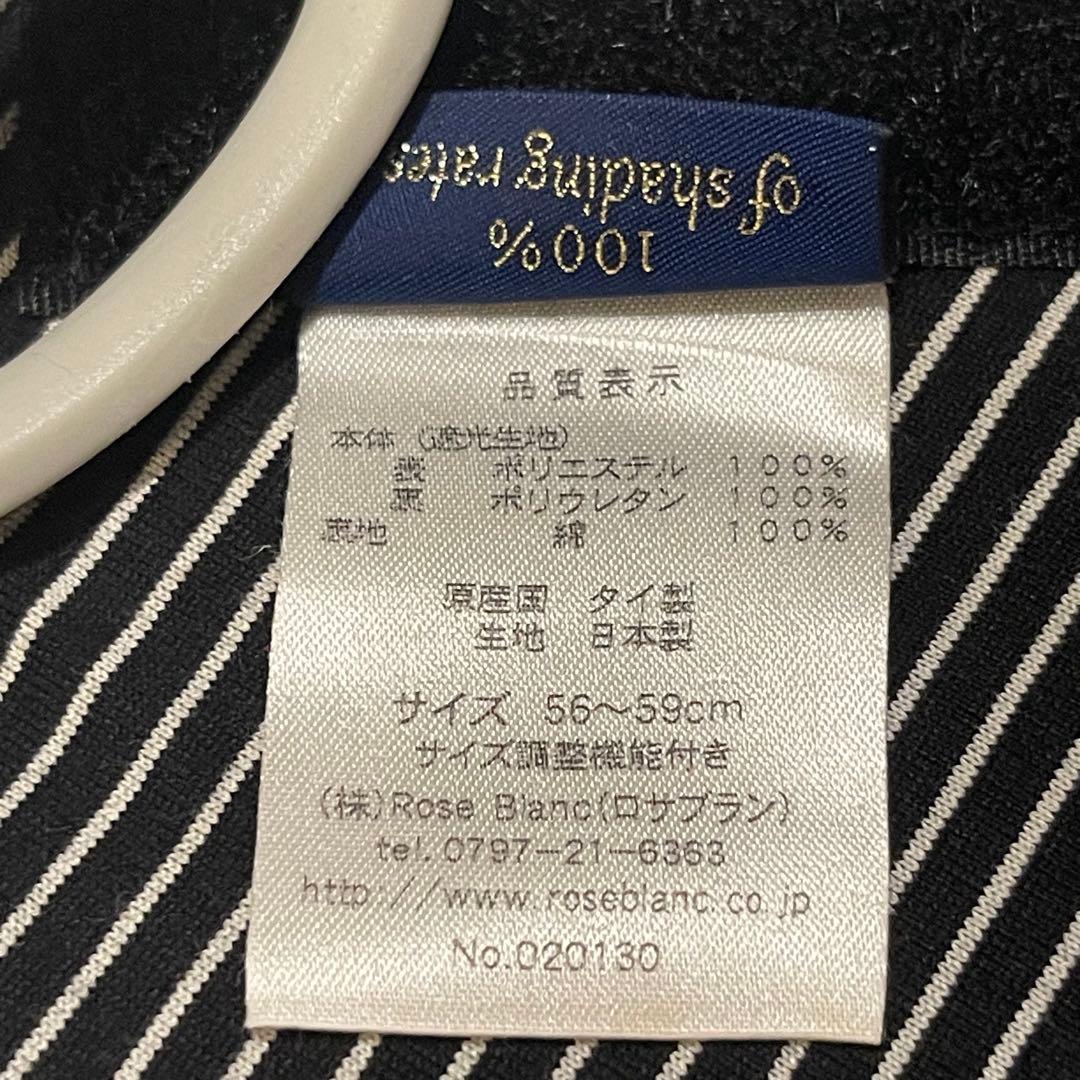 100%
of shading rates
品質表示
本体（遮光生地）
表 ポリエステル 100%
裏 ポリウレタン 100%
裏地 綿 100%
原産国 タイ製
生地 日本製
サイズ 56〜59cm
サイズ調整機能付き
(株)Rose Blanc(ロサブラン)
tel.0797-21-6363
http://www.roseblanc.co.jp
No.020130